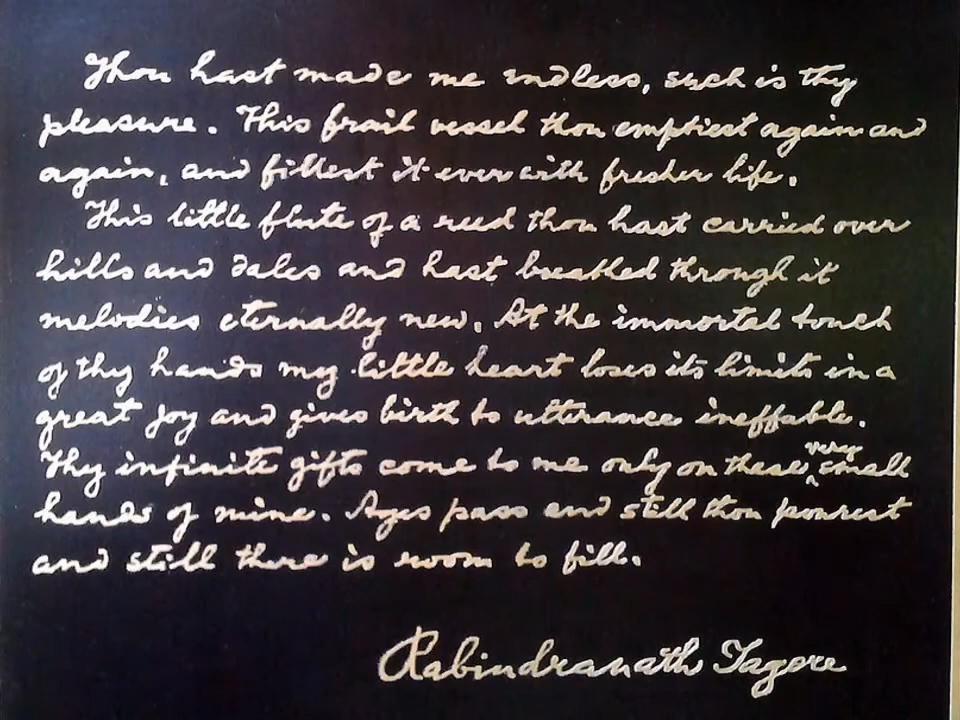 Thou hast made me endless, such is thy
pleasure. This frail vessel thou emptiest again and
again, and fillest it ever with fresher life.
This little flute of a reed thou hast carried over
hills and dales and hast breathed through it
melodies eternally new. At the immortal touch
of thy hands my little heart loses its limits in a
great joy and gives birth to utterance ineffable.
Thy infinite gifts come to me only on these very small
hands of mine. Ages pass and still thou pourest
and still there is room to fill.
Rabindranath Tagore